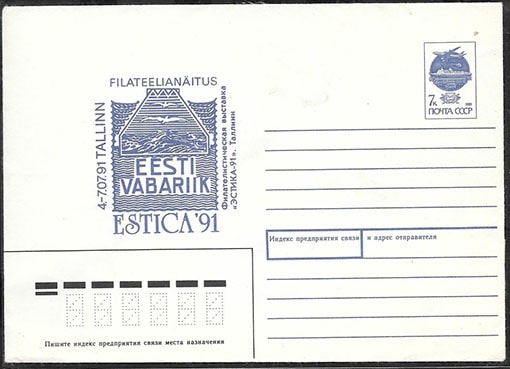 FILATEELIANÄITUS
4.-7.07.91 TALLINN
EESTI
VABARIIK
ESTICA'91
Филателистическая выставка
«ЭСТИКА-91». Таллинн
7к
ПОЧТА СССР
Индекс предприятия связи и адрес отправителя
Пишите индекс предприятия связи места назначения